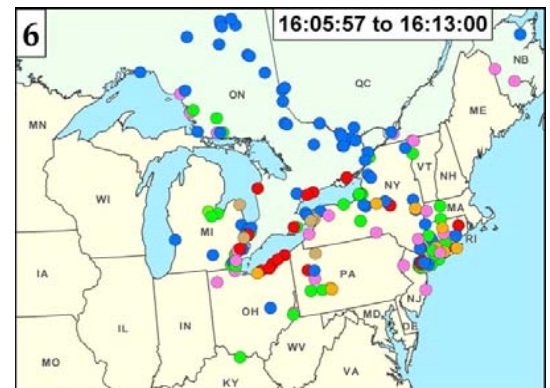 6
16:05:57 to 16:13:00
NB
ON
QC
ME
MN
VT
NH
WI
NY
MA
MI
RI
IA
PA
NJ
OH
IL
IN
MD
DE
WV
MO
KY
VA